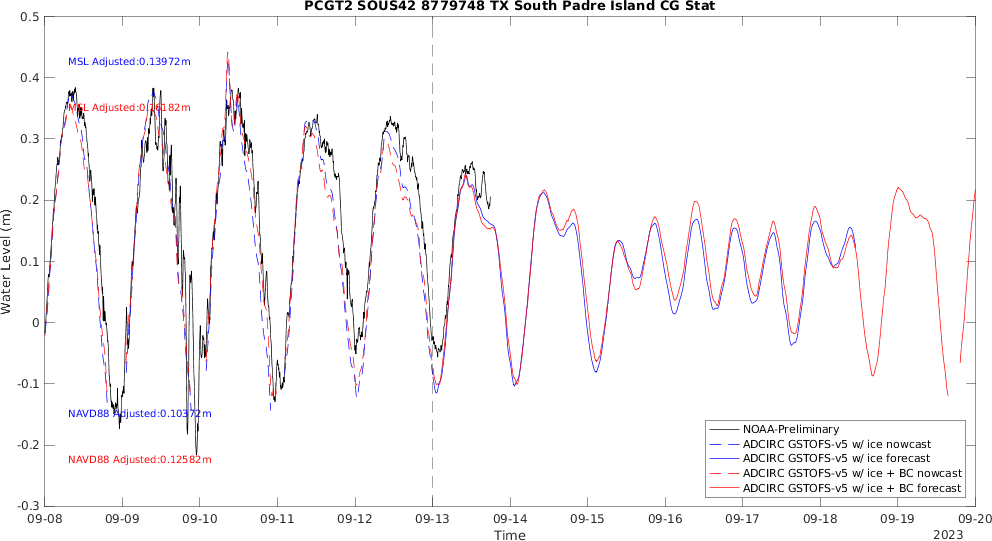 PCGT2 SOUS42 8779748 TX South Padre Island CG Stat
0.5
0.4
0.3
0.2
0.1
0
-0.1
-0.2
-0.3
Water Level (m)
MSL Adjusted:0.13972m
MSL Adjusted:0.16182m
NAVD88 Adjusted:0.10372m
NAVD88 Adjusted:0.12582m
NOAA-Preliminary
ADCIRC GSTOFS-v5 w/ ice nowcast
ADCIRC GSTOFS-v5 w/ ice forecast
ADCIRC GSTOFS-v5 w/ ice + BC nowcast
ADCIRC GSTOFS-v5 w/ ice + BC forecast
09-08 09-09 09-10 09-11 09-12 09-13 09-14 09-15 09-16 09-17 09-18 09-19 09-20
Time
2023